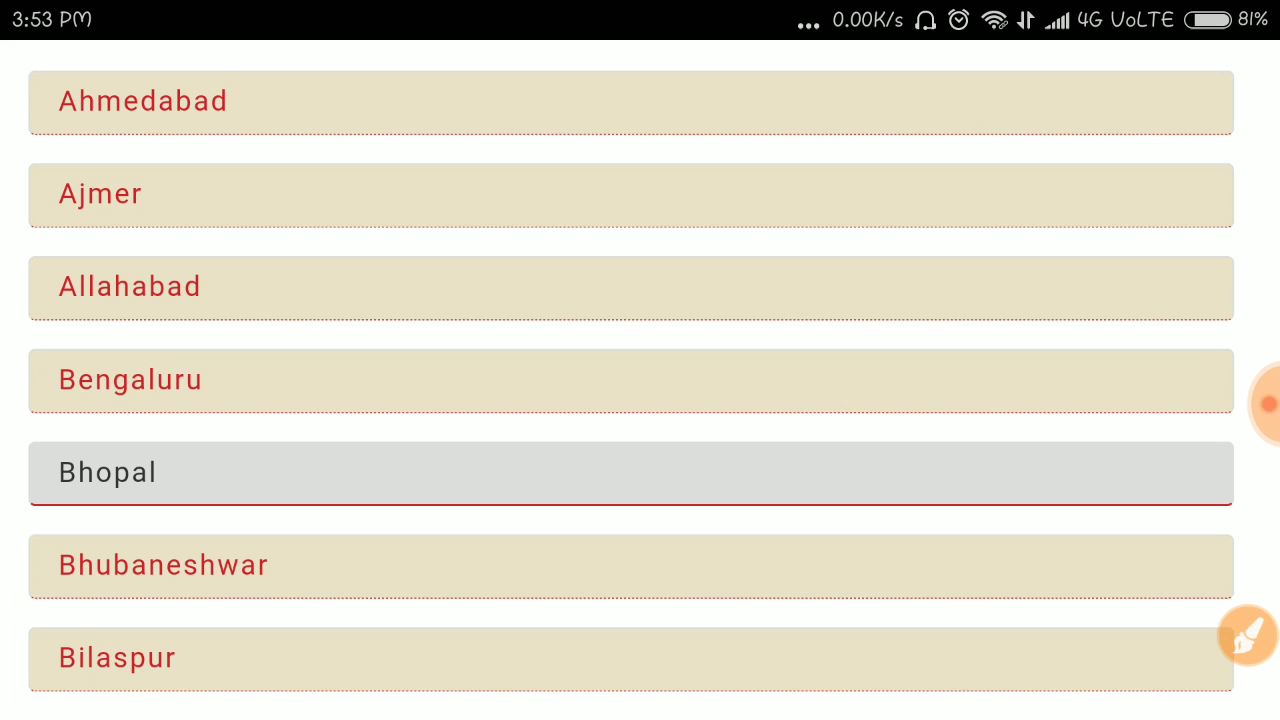 3:53 PM ... 0.00K/s 4G VoLTE 81%
Ahmedabad
Ajmer
Allahabad
Bengaluru
Bhopal
Bhubaneshwar
Bilaspur